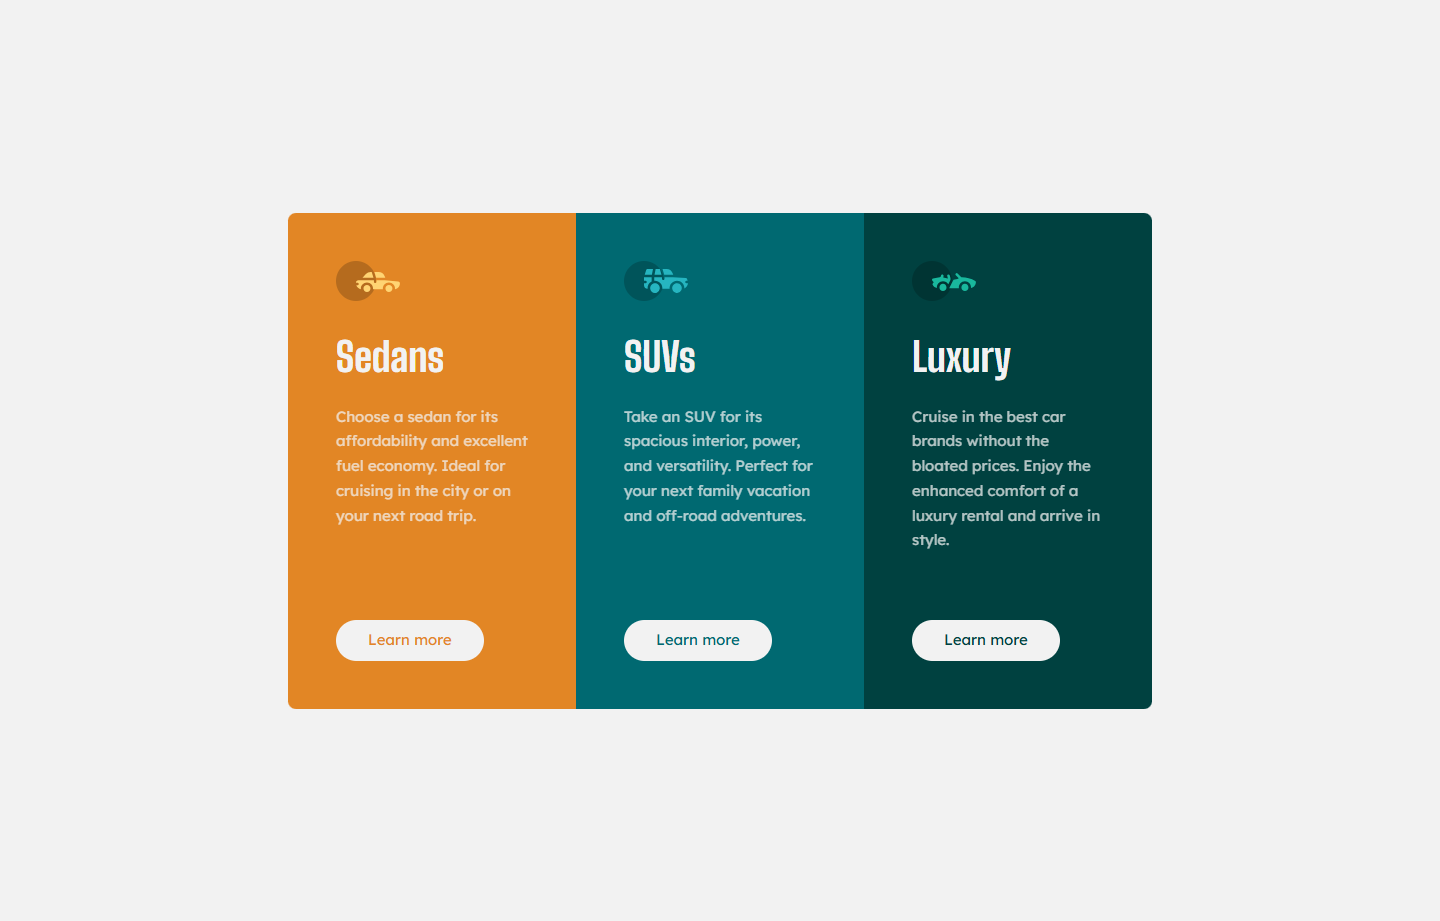 Sedans
Choose a sedan for its
affordability and excellent
fuel economy. Ideal for
cruising in the city or on
your next road trip.
Learn more
SUVs
Take an SUV for its
spacious interior, power,
and versatility. Perfect for
your next family vacation
and off-road adventures.
Learn more
Luxury
Cruise in the best car
brands without the
bloated prices. Enjoy the
enhanced comfort of a
luxury rental and arrive in
style.
Learn more